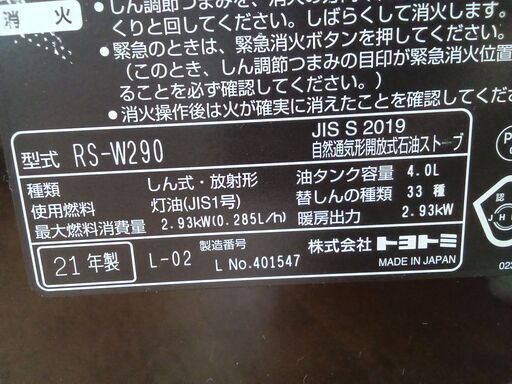 消火
しん調節つまみを、消火の
くりと回してください。しばらくして消火
●緊急のときは、緊急消火ボタンを押してくださ
(このとき、しん調節つまみの目印が緊急消火位置
ることを必ず確認してください。)
●消火操作後は火が確実に消えたことを確認してくださ
型式 RS-W290
JIS S 2019
自然通気形開放式石油ストーブ
種類 しん式・放射形 油タンク容量 4.0L
使用燃料 灯油(JIS1号) 替しんの種類 33 種
最大燃料消費量 2.93kW(0.285L/h) 暖房出力 2.93kW
21年製 L-02 製造番号 L No.401547
株式会社 トヨトミ
MADE IN JAPAN
認
JH
023